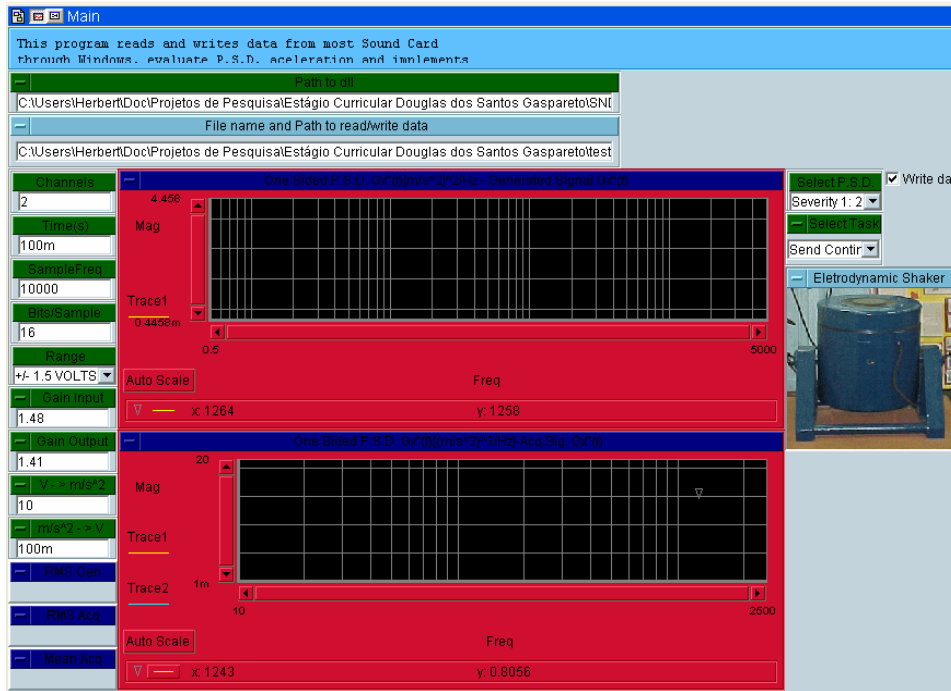 Main
This program reads and writes data from most Sound Card
through Windows, evaluate P.S.D. aceleration and implements
Path to dll
C:\Users\Herbert\Doc\Projetos de Pesquisa\Estágio Curricular Douglas dos Santos Gaspareto\SNI
File name and Path to read/write data
C:\Users\Herbert\Doc\Projetos de Pesquisa\Estágio Curricular Douglas dos Santos Gaspareto\test
Channels
2
Time(s)
100m
SampleFreq
10000
Bits/Sample
16
Range
+/- 1.5 VOLTS
Gain Input
1.48
Gain Output
1.41
V - > m/s^2
10
m/s^2 - > V
100m
RMS Gen
RMS Acq
Mean Acq
One Sided P.S.D. Gx"(f)[(m/s^2)^2/Hz]- Generated Signal Gx"(f)
4.458
Mag
Trace1
0.4458m
0.5
5000
Auto Scale
Freq
x: 1264
y: 1258
One Sided P.S.D. Gx"(f)[(m/s^2)^2/Hz]-Acq Sig. Gx"(f)
20
Mag
Trace1
Trace2
1m
10
2500
Auto Scale
Freq
x: 1243
y: 0.8056
Select P.S.D.
Write da
Severity 1: 2
Select Task
Send Contir
Eletrodynamic Shaker